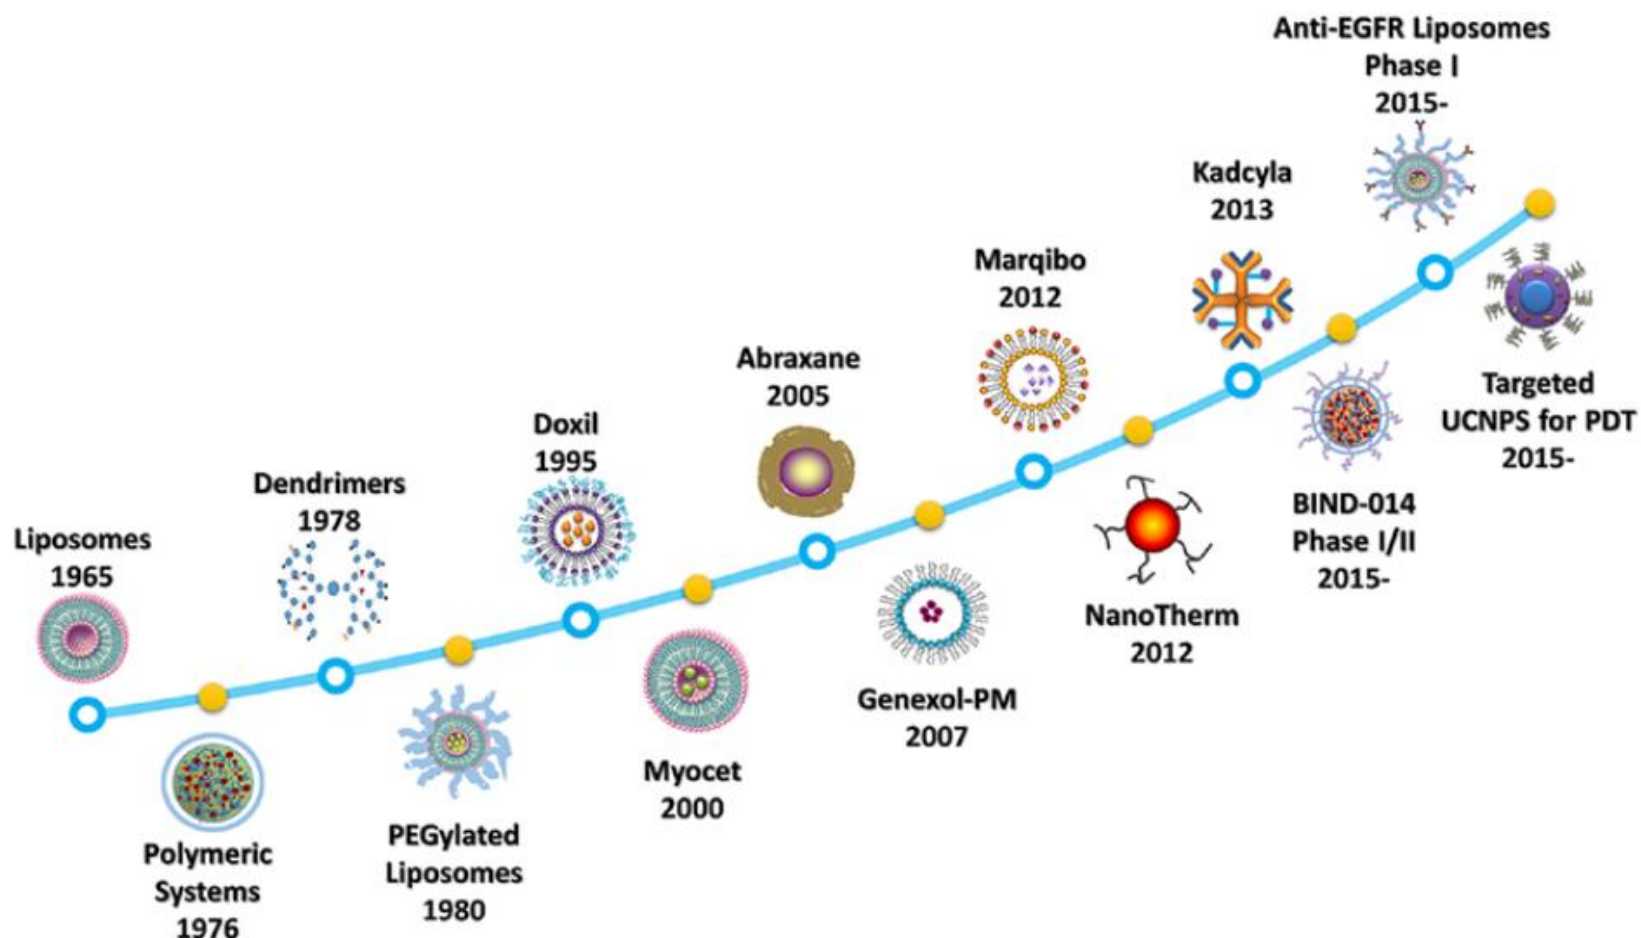 Liposomes
1965
Polymeric
Systems
1976
Dendrimers
1978
PEGylated
Liposomes
1980
Doxil
1995
Myocet
2000
Abraxane
2005
Genexol-PM
2007
Marqibo
2012
NanoTherm
2012
Kadcyla
2013
BIND-014
Phase I/II
2015-
Anti-EGFR Liposomes
Phase I
2015-
Targeted
UCNPS for PDT
2015-